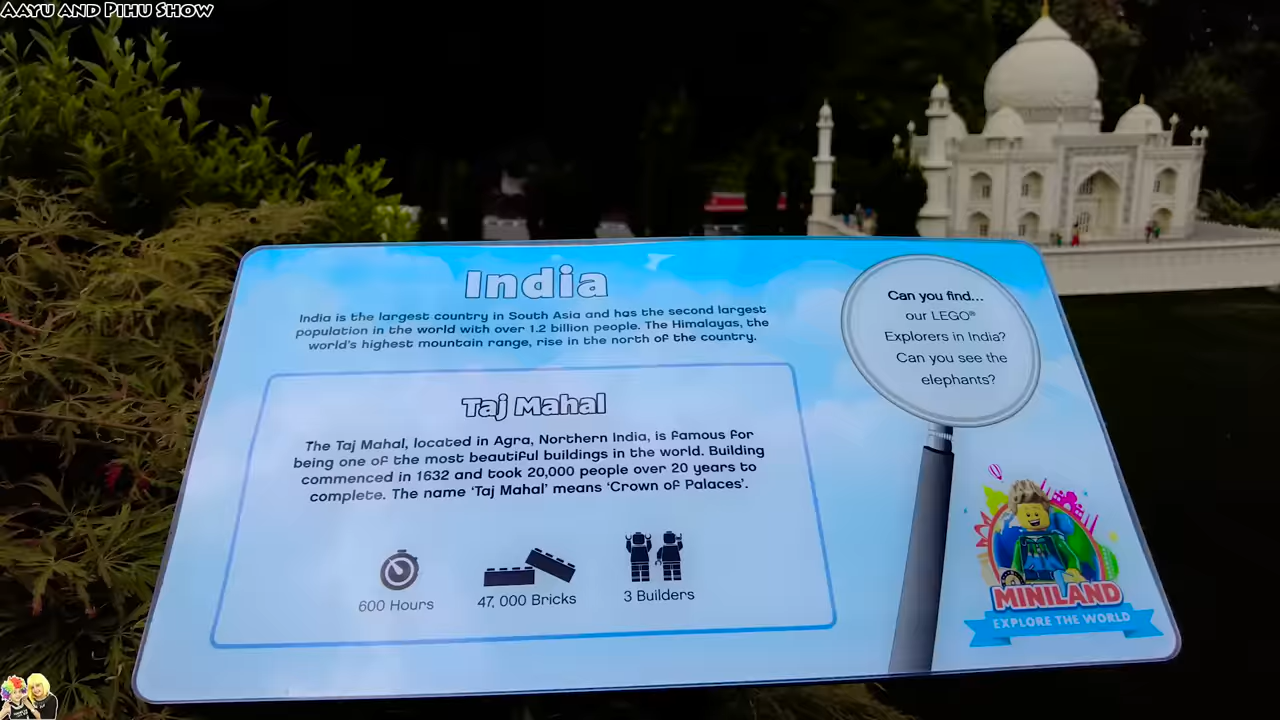 Aayu and Pihu Show
India
India is the largest country in South Asia and has the second largest
population in the world with over 1.2 billion people. The Himalayas, the
world's highest mountain range, rise in the north of the country.
Taj Mahal
The Taj Mahal, located in Agra, Northern India, is famous for
being one of the most beautiful buildings in the world. Building
commenced in 1632 and took 20,000 people over 20 years to
complete. The name 'Taj Mahal' means 'Crown of Palaces'.
600 Hours
47, 000 Bricks
3 Builders
Can you find...
our LEGO®
Explorers in India?
Can you see the
elephants?
MINILAND
EXPLORE THE WORLD